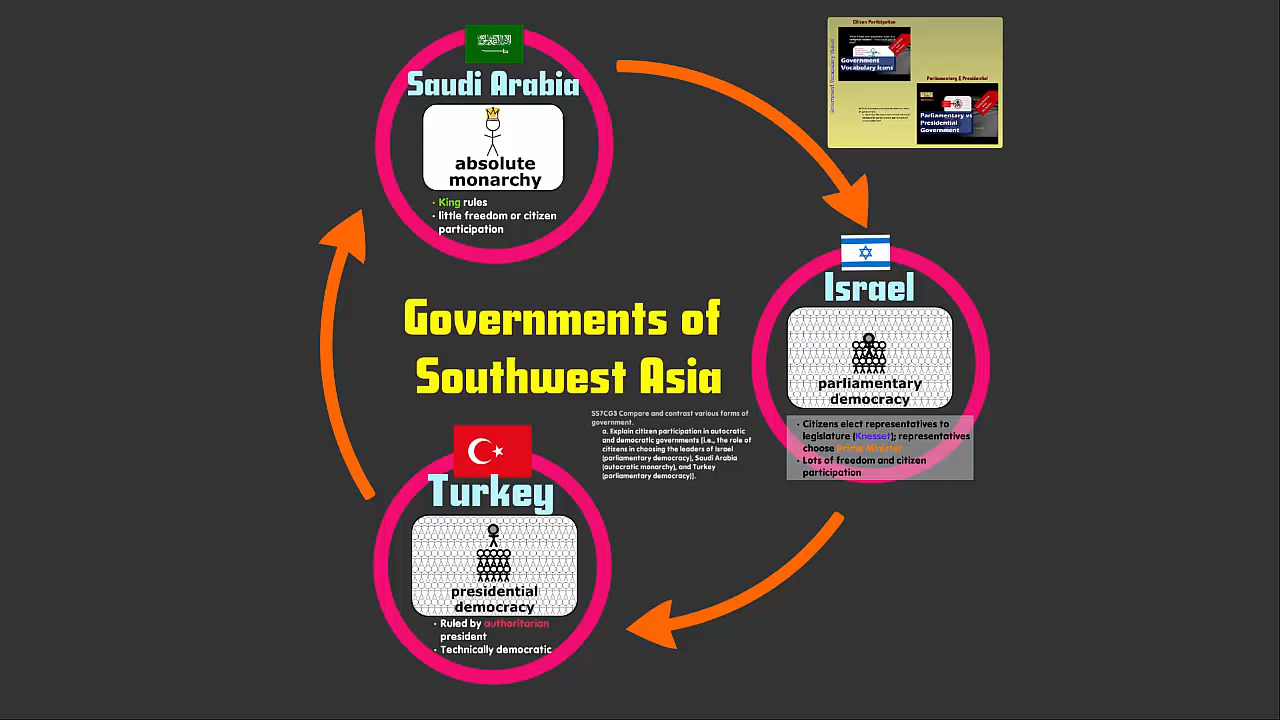 Saudi Arabia
absolute
monarchy
• King rules
• little freedom or citizen
participation
Citizen Participation
Government Vocabulary Videos
Government
Vocabulary Icons
Parliamentary & Presidential
Parliamentary vs
Presidential
Government
Israel
parliamentary
democracy
• Citizens elect representatives to
legislature (Knesset); representatives
choose Prime Minister
• Lots of freedom and citizen
participation
Governments of
Southwest Asia
SS7CG3 Compare and contrast various forms of
government.
a. Explain citizen participation in autocratic
and democratic governments [i.e., the role of
citizens in choosing the leaders of Israel
(parliamentary democracy), Saudi Arabia
(autocratic monarchy), and Turkey
(parliamentary democracy)].
Turkey
presidential
democracy
• Ruled by authoritarian
president
• Technically democratic